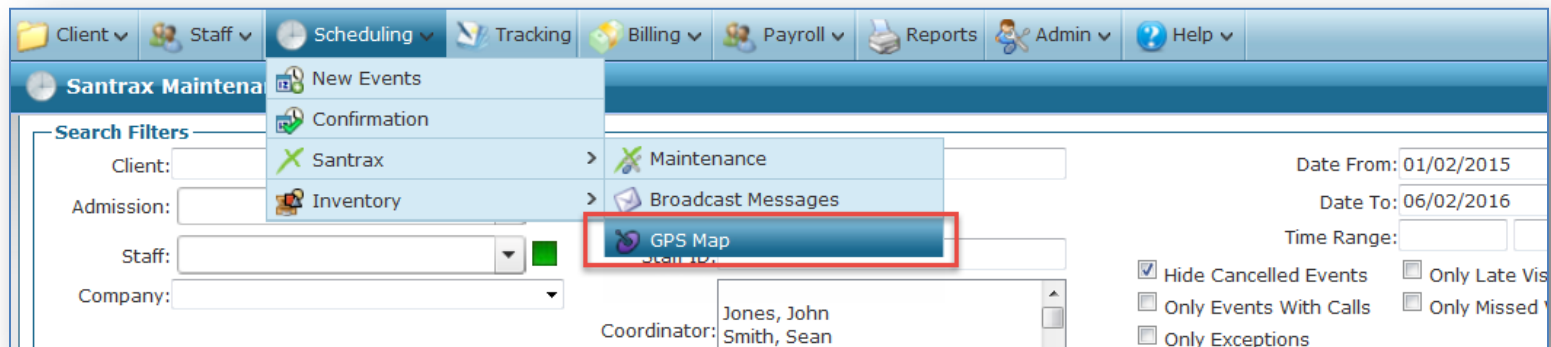 Client Staff Scheduling Tracking Billing Payroll Reports Admin Help
New Events
Santrax Maintena
Confirmation
Search Filters
Santrax
Maintenance
Client:
Date From: 01/02/2015
Inventory
Broadcast Messages
Admission:
Date To: 06/02/2016
GPS Map
Time Range:
Staff:
Staff ID:
Hide Cancelled Events Only Late Vis
Company:
Only Events With Calls Only Missed
Jones, John
Coordinator: Smith, Sean
Only Exceptions